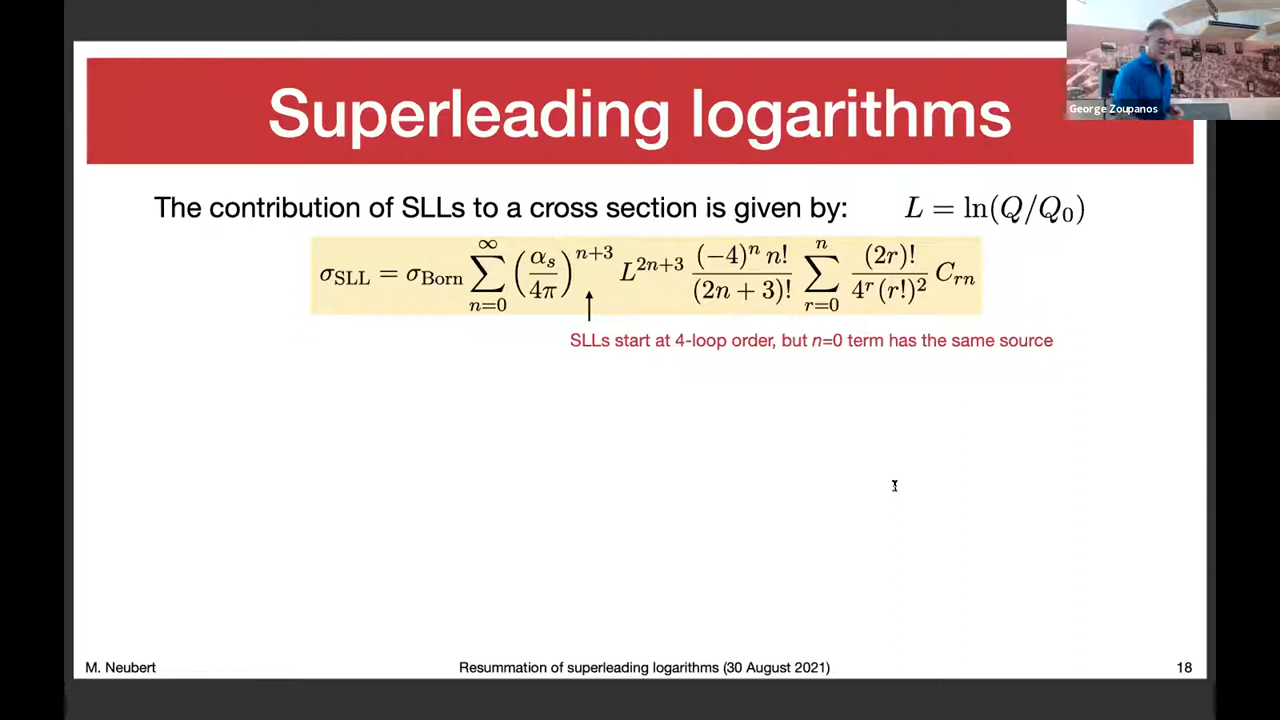 Superleading logarithms
George Zoupanos
The contribution of SLLs to a cross section is given by: L = ln(Q/Q₀)
σ_SLL = σ_Born ∑_{n=0}^{∞} (α_s/4π)^{n+3} L^{2n+3} (−4)^n n!/(2n + 3)! ∑_{r=0}^{n} (2r)!/(4^r (r!)²) C_{rn}
SLLs start at 4-loop order, but n=0 term has the same source
M. Neubert Resummation of superleading logarithms (30 August 2021) 18